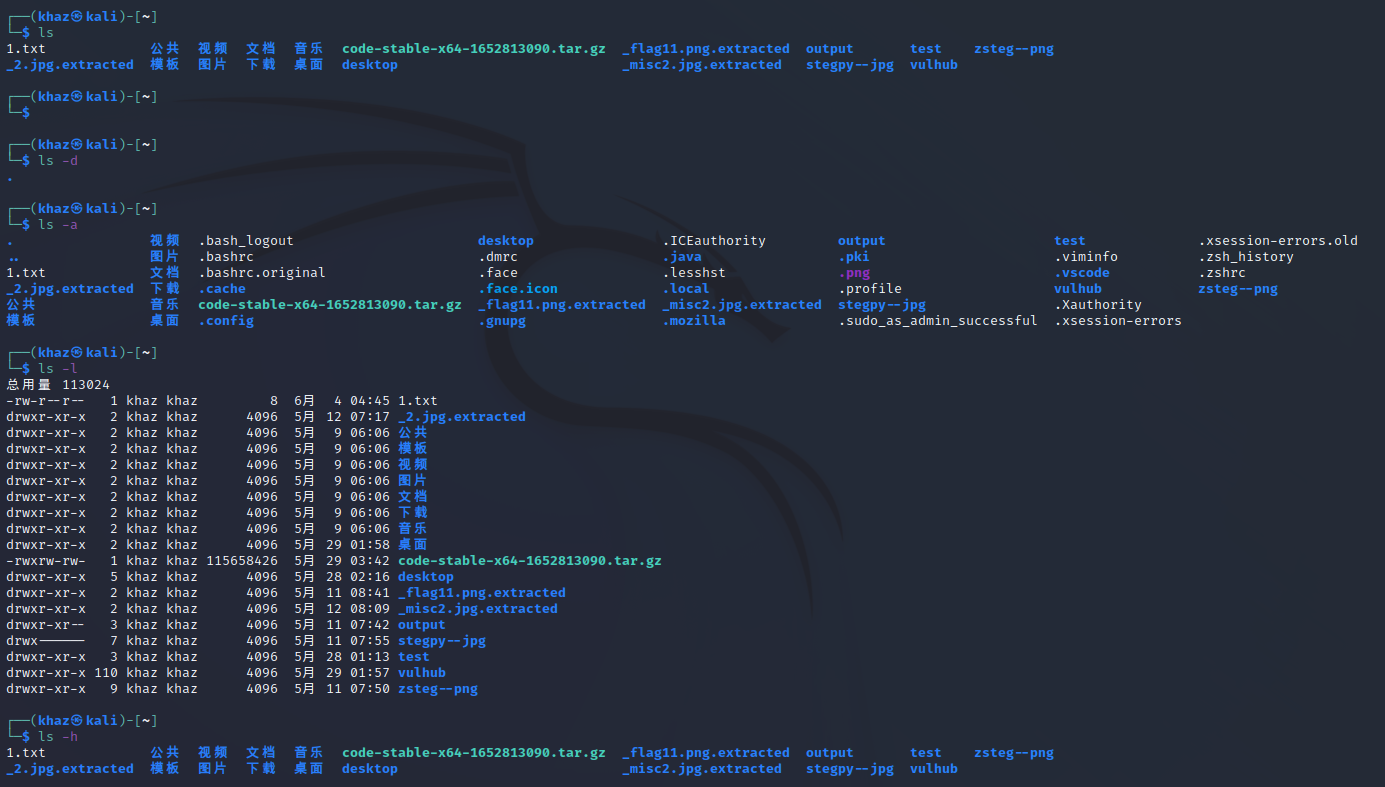 ┌──(khaz㉿kali)-[~]
└─$ ls
1.txt 公共 视频 文档 音乐 code-stable-x64-1652813090.tar.gz _flag11.png.extracted output test zsteg--png
_2.jpg.extracted 模板 图片 下载 桌面 desktop _misc2.jpg.extracted stegpy--jpg vulhub
┌──(khaz㉿kali)-[~]
└─$
┌──(khaz㉿kali)-[~]
└─$ ls -d
.
┌──(khaz㉿kali)-[~]
└─$ ls -a
. 视频 .bash_logout desktop .ICEauthority output test .xsession-errors.old
.. 图片 .bashrc .dmrc .java .pki .viminfo .zsh_history
1.txt 文档 .bashrc.original .face .lesshst .png .vscode .zshrc
_2.jpg.extracted 下载 .cache .face.icon .local .profile vulhub zsteg--png
公共 音乐 code-stable-x64-1652813090.tar.gz _flag11.png.extracted _misc2.jpg.extracted stegpy--jpg .Xauthority
模板 桌面 .config .gnupg .mozilla .sudo_as_admin_successful .xsession-errors
┌──(khaz㉿kali)-[~]
└─$ ls -l
总用量 113024
-rw-r--r-- 1 khaz khaz 8 6月 4 04:45 1.txt
drwxr-xr-x 2 khaz khaz 4096 5月 12 07:17 _2.jpg.extracted
drwxr-xr-x 2 khaz khaz 4096 5月 9 06:06 公共
drwxr-xr-x 2 khaz khaz 4096 5月 9 06:06 模板
drwxr-xr-x 2 khaz khaz 4096 5月 9 06:06 视频
drwxr-xr-x 2 khaz khaz 4096 5月 9 06:06 图片
drwxr-xr-x 2 khaz khaz 4096 5月 9 06:06 文档
drwxr-xr-x 2 khaz khaz 4096 5月 9 06:06 下载
drwxr-xr-x 2 khaz khaz 4096 5月 9 06:06 音乐
drwxr-xr-x 2 khaz khaz 4096 5月 29 01:58 桌面
-rwxrw-rw- 1 khaz khaz 115658426 5月 29 03:42 code-stable-x64-1652813090.tar.gz
drwxr-xr-x 5 khaz khaz 4096 5月 28 02:16 desktop
drwxr-xr-x 2 khaz khaz 4096 5月 11 08:41 _flag11.png.extracted
drwxr-xr-x 2 khaz khaz 4096 5月 12 08:09 _misc2.jpg.extracted
drwxr-xr-- 3 khaz khaz 4096 5月 11 07:42 output
drwx------ 7 khaz khaz 4096 5月 11 07:55 stegpy--jpg
drwxr-xr-x 3 khaz khaz 4096 5月 28 01:13 test
drwxr-xr-x 110 khaz khaz 4096 5月 29 01:57 vulhub
drwxr-xr-x 9 khaz khaz 4096 5月 11 07:50 zsteg--png
┌──(khaz㉿kali)-[~]
└─$ ls -h
1.txt 公共 视频 文档 音乐 code-stable-x64-1652813090.tar.gz _flag11.png.extracted output test zsteg--png
_2.jpg.extracted 模板 图片 下载 桌面 desktop _misc2.jpg.extracted stegpy--jpg vulhub